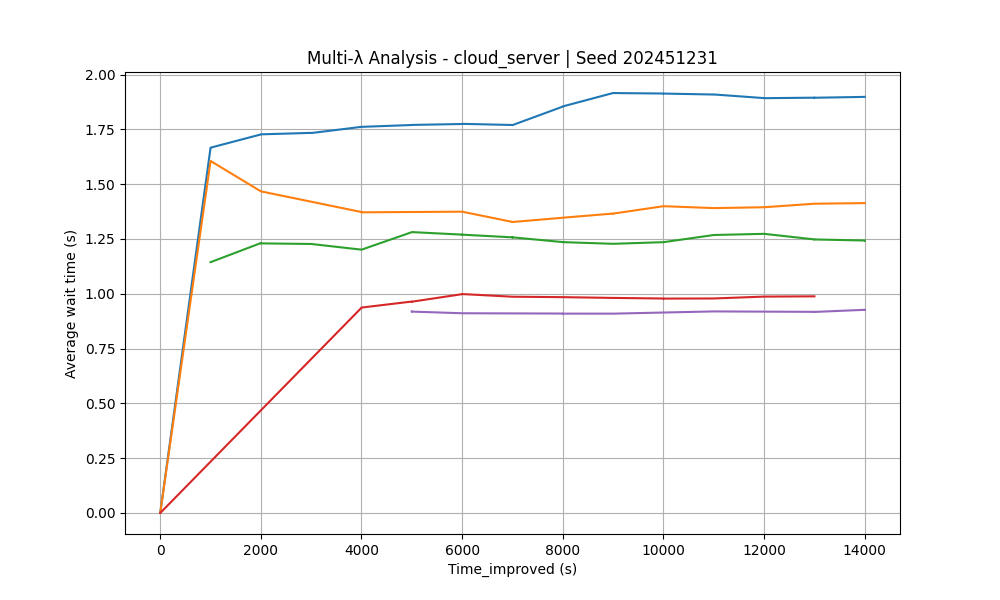 Multi-λ Analysis - cloud_server | Seed 202451231
2.00
1.75
1.50
1.25
1.00
0.75
0.50
0.25
0.00
Average wait time (s)
0 2000 4000 6000 8000 10000 12000 14000
Time_improved (s)